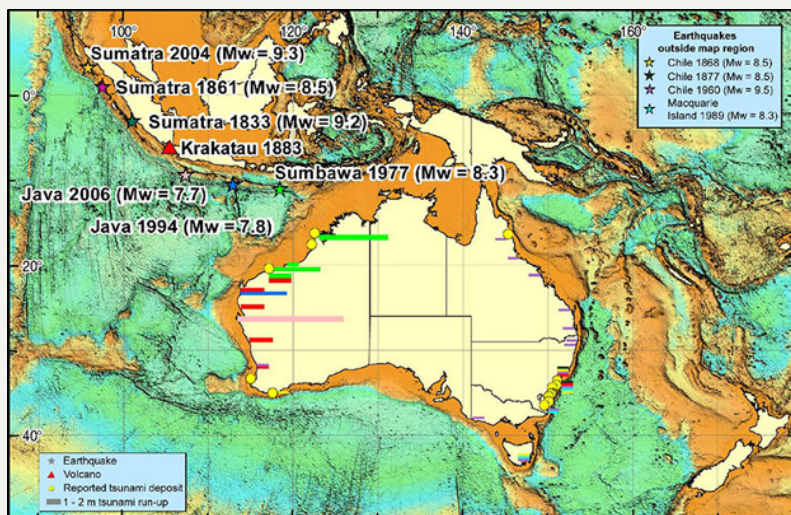 100°
120°
140°
160°
Sumatra 2004 (Mw = 9.3)
Sumatra 1861 (Mw = 8.5)
0°
Sumatra 1833 (Mw = 9.2)
Krakatau 1883
Sumbawa 1977 (Mw = 8.3)
Java 2006 (Mw = 7.7)
Java 1994 (Mw = 7.8)
20°
40°
Earthquakes
outside map region
Chile 1868 (Mw = 8.5)
Chile 1877 (Mw = 8.5)
Chile 1960 (Mw = 9.5)
Macquarie
Island 1989 (Mw = 8.3)
Earthquake
Volcano
Reported tsunami deposit
1 - 2 m tsunami run-up